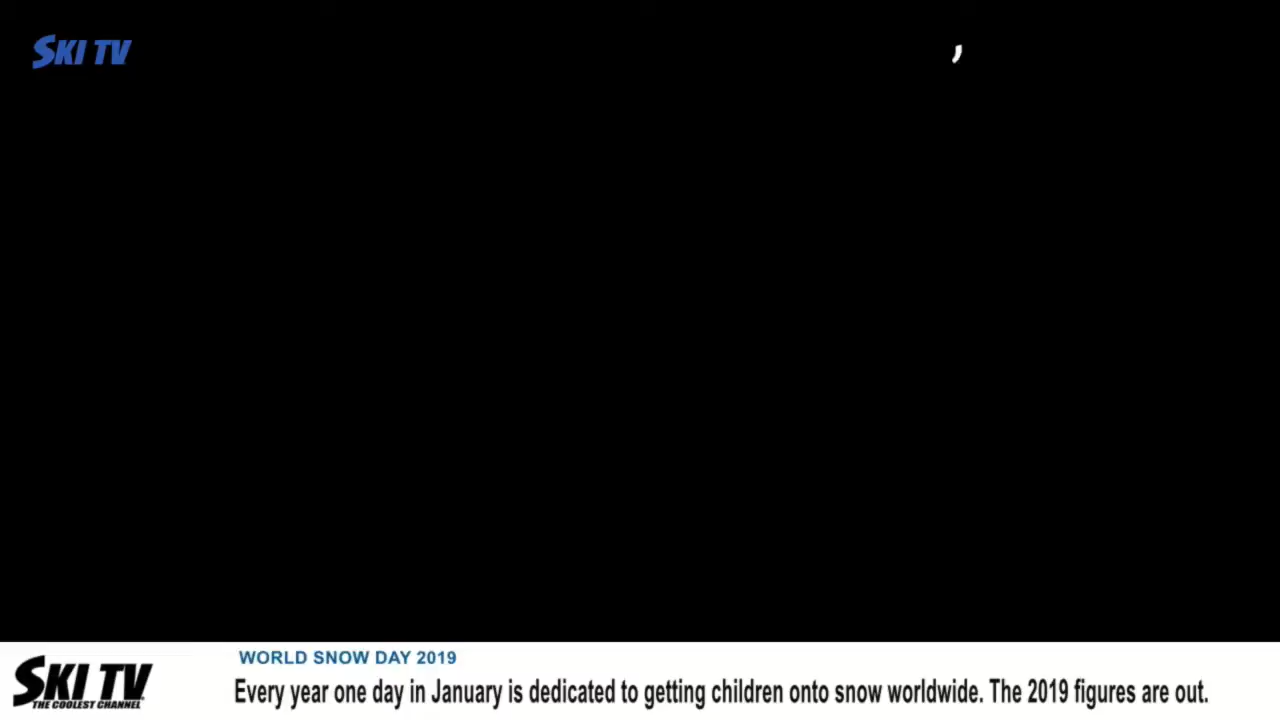 SKI TV
,
WORLD SNOW DAY 2019
Every year one day in January is dedicated to getting children onto snow worldwide. The 2019 figures are out.
SKI TV
THE COOLEST CHANNEL